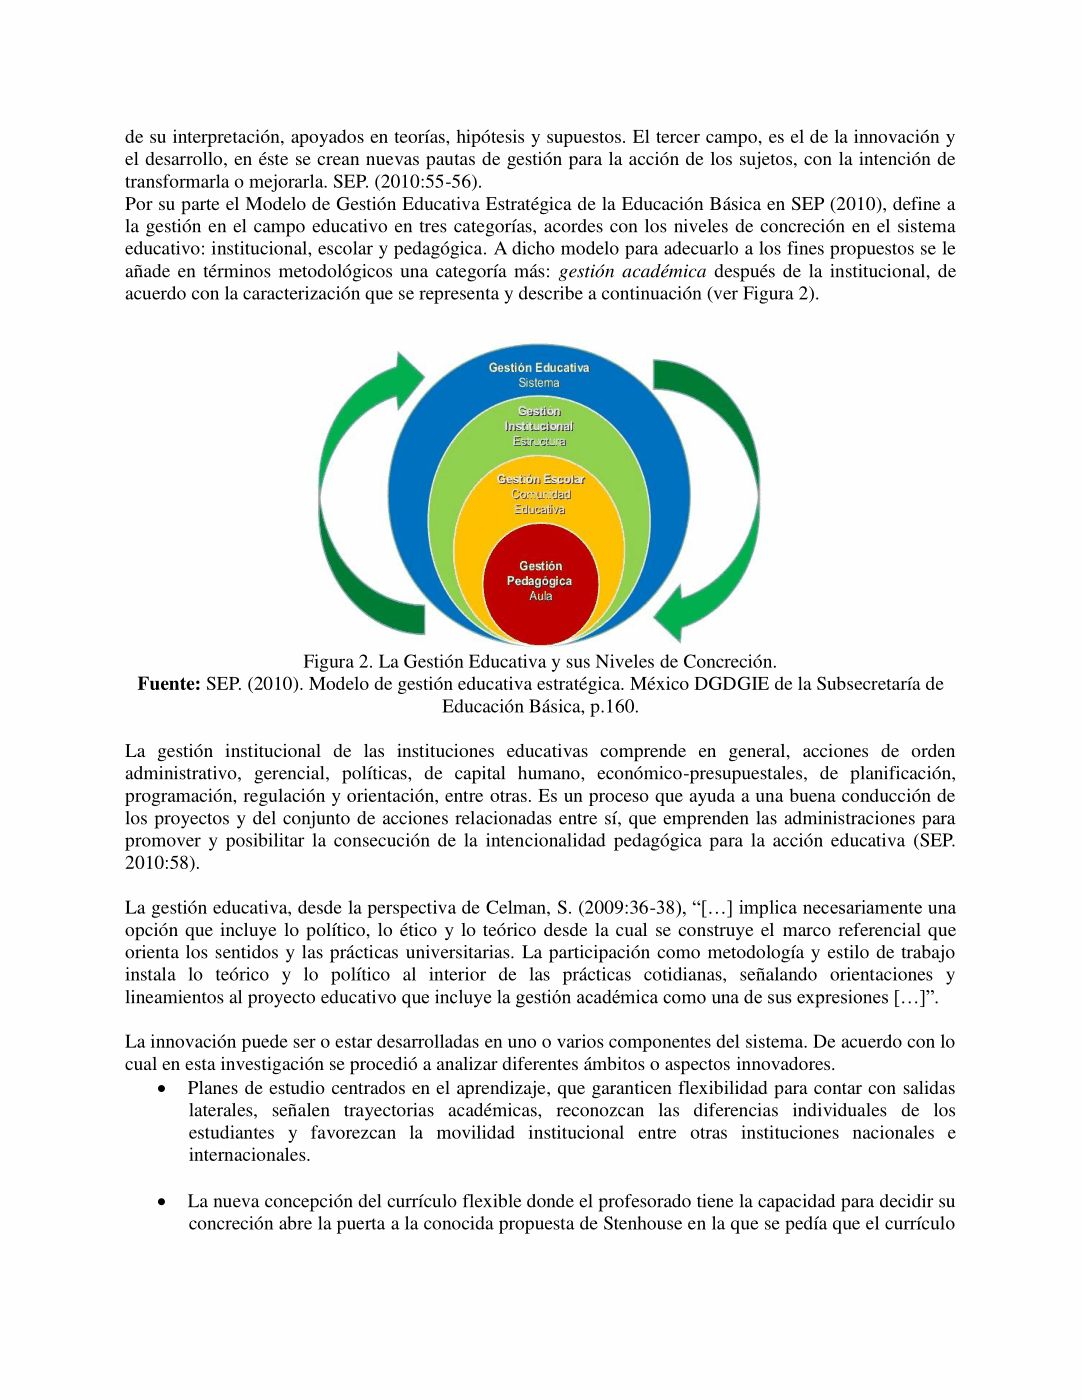 de su interpretación, apoyados en teorías, hipótesis y supuestos. El tercer campo, es el de la innovación y
el desarrollo, en éste se crean nuevas pautas de gestión para la acción de los sujetos, con la intención de
transformarla o mejorarla. SEP. (2010:55-56).
Por su parte el Modelo de Gestión Educativa Estratégica de la Educación Básica en SEP (2010), define a
la gestión en el campo educativo en tres categorías, acordes con los niveles de concreción en el sistema
educativo: institucional, escolar y pedagógica. A dicho modelo para adecuarlo a los fines propuestos se le
añade en términos metodológicos una categoría más: gestión académica después de la institucional, de
acuerdo con la caracterización que se representa y describe a continuación (ver Figura 2).
Gestión Educativa
Sistema
Gestión
Institucional
Estructura
Gestión Escolar
Comunidad
Educativa
Gestión
Pedagógica
Aula
Figura 2. La Gestión Educativa y sus Niveles de Concreción.
Fuente: SEP. (2010). Modelo de gestión educativa estratégica. México DGDGIE de la Subsecretaría de
Educación Básica, p.160.
La gestión institucional de las instituciones educativas comprende en general, acciones de orden
administrativo, gerencial, políticas, de capital humano, económico-presupuestales, de planificación,
programación, regulación y orientación, entre otras. Es un proceso que ayuda a una buena conducción de
los proyectos y del conjunto de acciones relacionadas entre sí, que emprenden las administraciones para
promover y posibilitar la consecución de la intencionalidad pedagógica para la acción educativa (SEP.
2010:58).
La gestión educativa, desde la perspectiva de Celman, S. (2009:36-38), “[…] implica necesariamente una
opción que incluye lo político, lo ético y lo teórico desde la cual se construye el marco referencial que
orienta los sentidos y las prácticas universitarias. La participación como metodología y estilo de trabajo
instala lo teórico y lo político al interior de las prácticas cotidianas, señalando orientaciones y
lineamientos al proyecto educativo que incluye la gestión académica como una de sus expresiones […]”.
La innovación puede ser o estar desarrolladas en uno o varios componentes del sistema. De acuerdo con lo
cual en esta investigación se procedió a analizar diferentes ámbitos o aspectos innovadores.
• Planes de estudio centrados en el aprendizaje, que garanticen flexibilidad para contar con salidas
laterales, señalen trayectorias académicas, reconozcan las diferencias individuales de los
estudiantes y favorezcan la movilidad institucional entre otras instituciones nacionales e
internacionales.
• La nueva concepción del currículo flexible donde el profesorado tiene la capacidad para decidir su
concreción abre la puerta a la conocida propuesta de Stenhouse en la que se pedía que el currículo